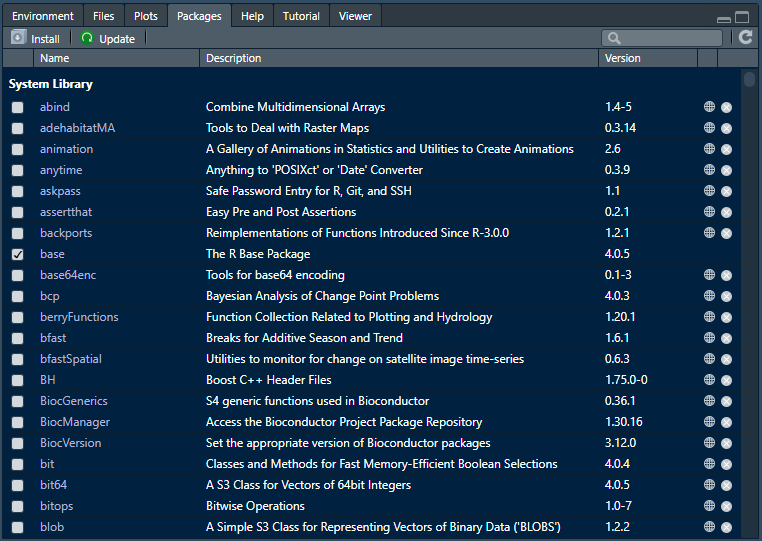 Environment Files Plots Packages Help Tutorial Viewer
Install Update
Name Description Version
System Library
abind Combine Multidimensional Arrays 1.4-5
adehabitatMA Tools to Deal with Raster Maps 0.3.14
animation A Gallery of Animations in Statistics and Utilities to Create Animations 2.6
anytime Anything to 'POSIXct' or 'Date' Converter 0.3.9
askpass Safe Password Entry for R, Git, and SSH 1.1
assertthat Easy Pre and Post Assertions 0.2.1
backports Reimplementations of Functions Introduced Since R-3.0.0 1.2.1
base The R Base Package 4.0.5
base64enc Tools for base64 encoding 0.1-3
bcp Bayesian Analysis of Change Point Problems 4.0.3
berryFunctions Function Collection Related to Plotting and Hydrology 1.20.1
bfast Breaks for Additive Season and Trend 1.6.1
bfastSpatial Utilities to monitor for change on satellite image time-series 0.6.3
BH Boost C++ Header Files 1.75.0-0
BiocGenerics S4 generic functions used in Bioconductor 0.36.1
BiocManager Access the Bioconductor Project Package Repository 1.30.16
BiocVersion Set the appropriate version of Bioconductor packages 3.12.0
bit Classes and Methods for Fast Memory-Efficient Boolean Selections 4.0.4
bit64 A S3 Class for Vectors of 64bit Integers 4.0.5
bitops Bitwise Operations 1.0-7
blob A Simple S3 Class for Representing Vectors of Binary Data ('BLOBS') 1.2.2